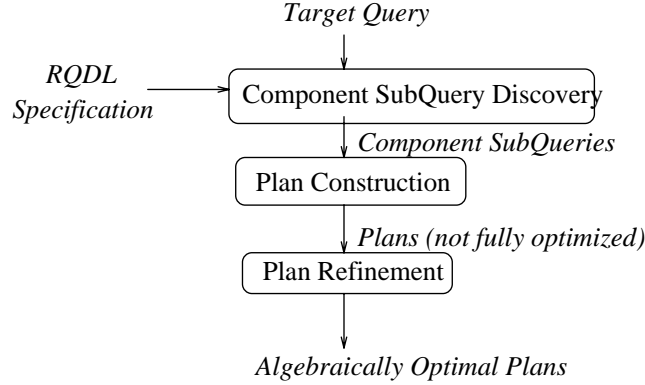 Target Query
RQDL
Specification
Component SubQuery Discovery
Component SubQueries
Plan Construction
Plans (not fully optimized)
Plan Refinement
Algebraically Optimal Plans